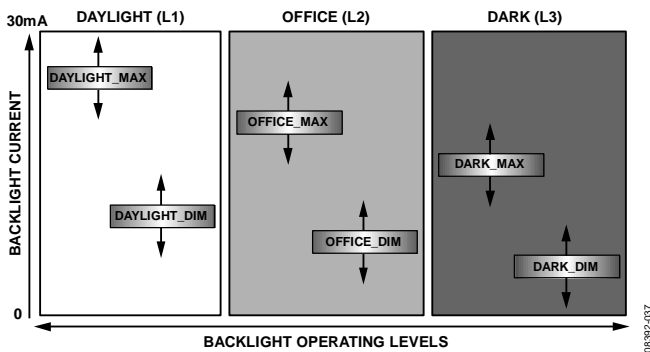 30mA
DAYLIGHT (L1)
OFFICE (L2)
DARK (L3)
DAYLIGHT_MAX
OFFICE_MAX
DARK_MAX
DAYLIGHT_DIM
OFFICE_DIM
DARK_DIM
BACKLIGHT CURRENT
0
BACKLIGHT OPERATING LEVELS
08392-037